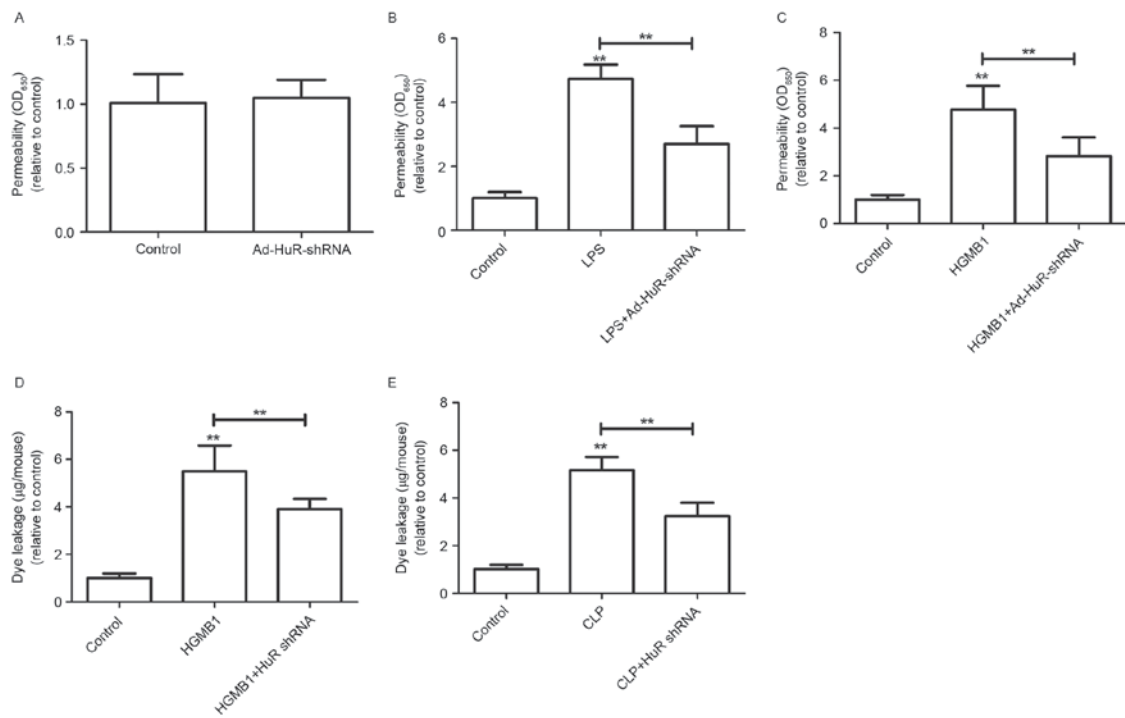 A
Permeability (OD650)
(relative to control)
1.5
1.0
0.5
0.0
Control
Ad-HuR-shRNA
B
Permeability (OD650)
(relative to control)
6
4
2
0
**
**
Control
LPS
LPS+Ad-HuR-shRNA
C
Permeability (OD650)
(relative to control)
8
6
4
2
0
**
**
Control
HGMB1
HGMB1+Ad-HuR-shRNA
D
Dye leakage (µg/mouse)
(relative to control)
8
6
4
2
0
**
**
Control
HGMB1
HGMB1+HuR shRNA
E
Dye leakage (µg/mouse)
(relative to control)
8
6
4
2
0
**
**
Control
CLP
CLP+HuR shRNA